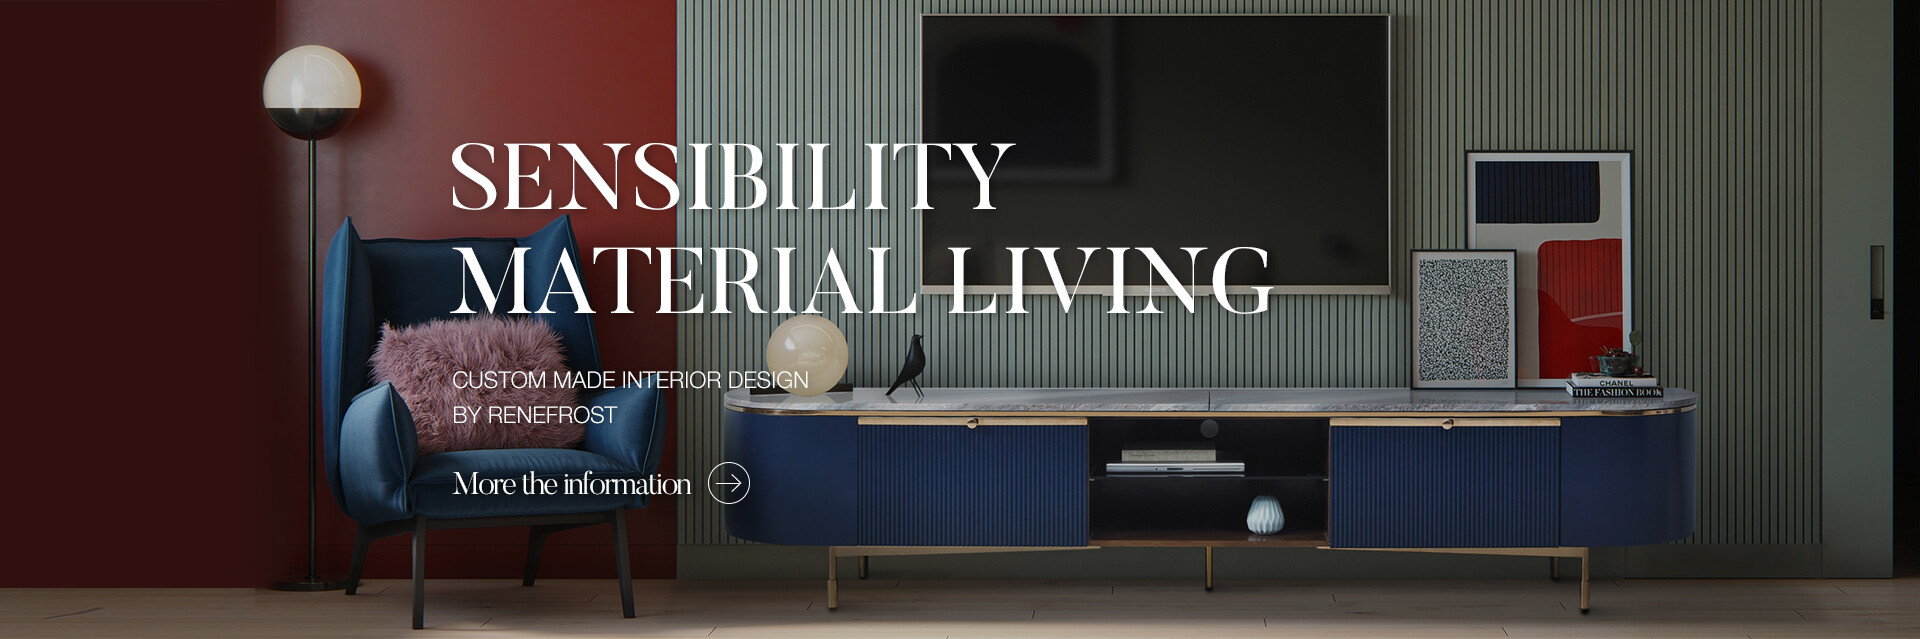 SENSIBILITY
MATERIAL LIVING
CUSTOM MADE INTERIOR DESIGN
BY RENEFROST
More the information
CHANEL
THE FASHION BOOK